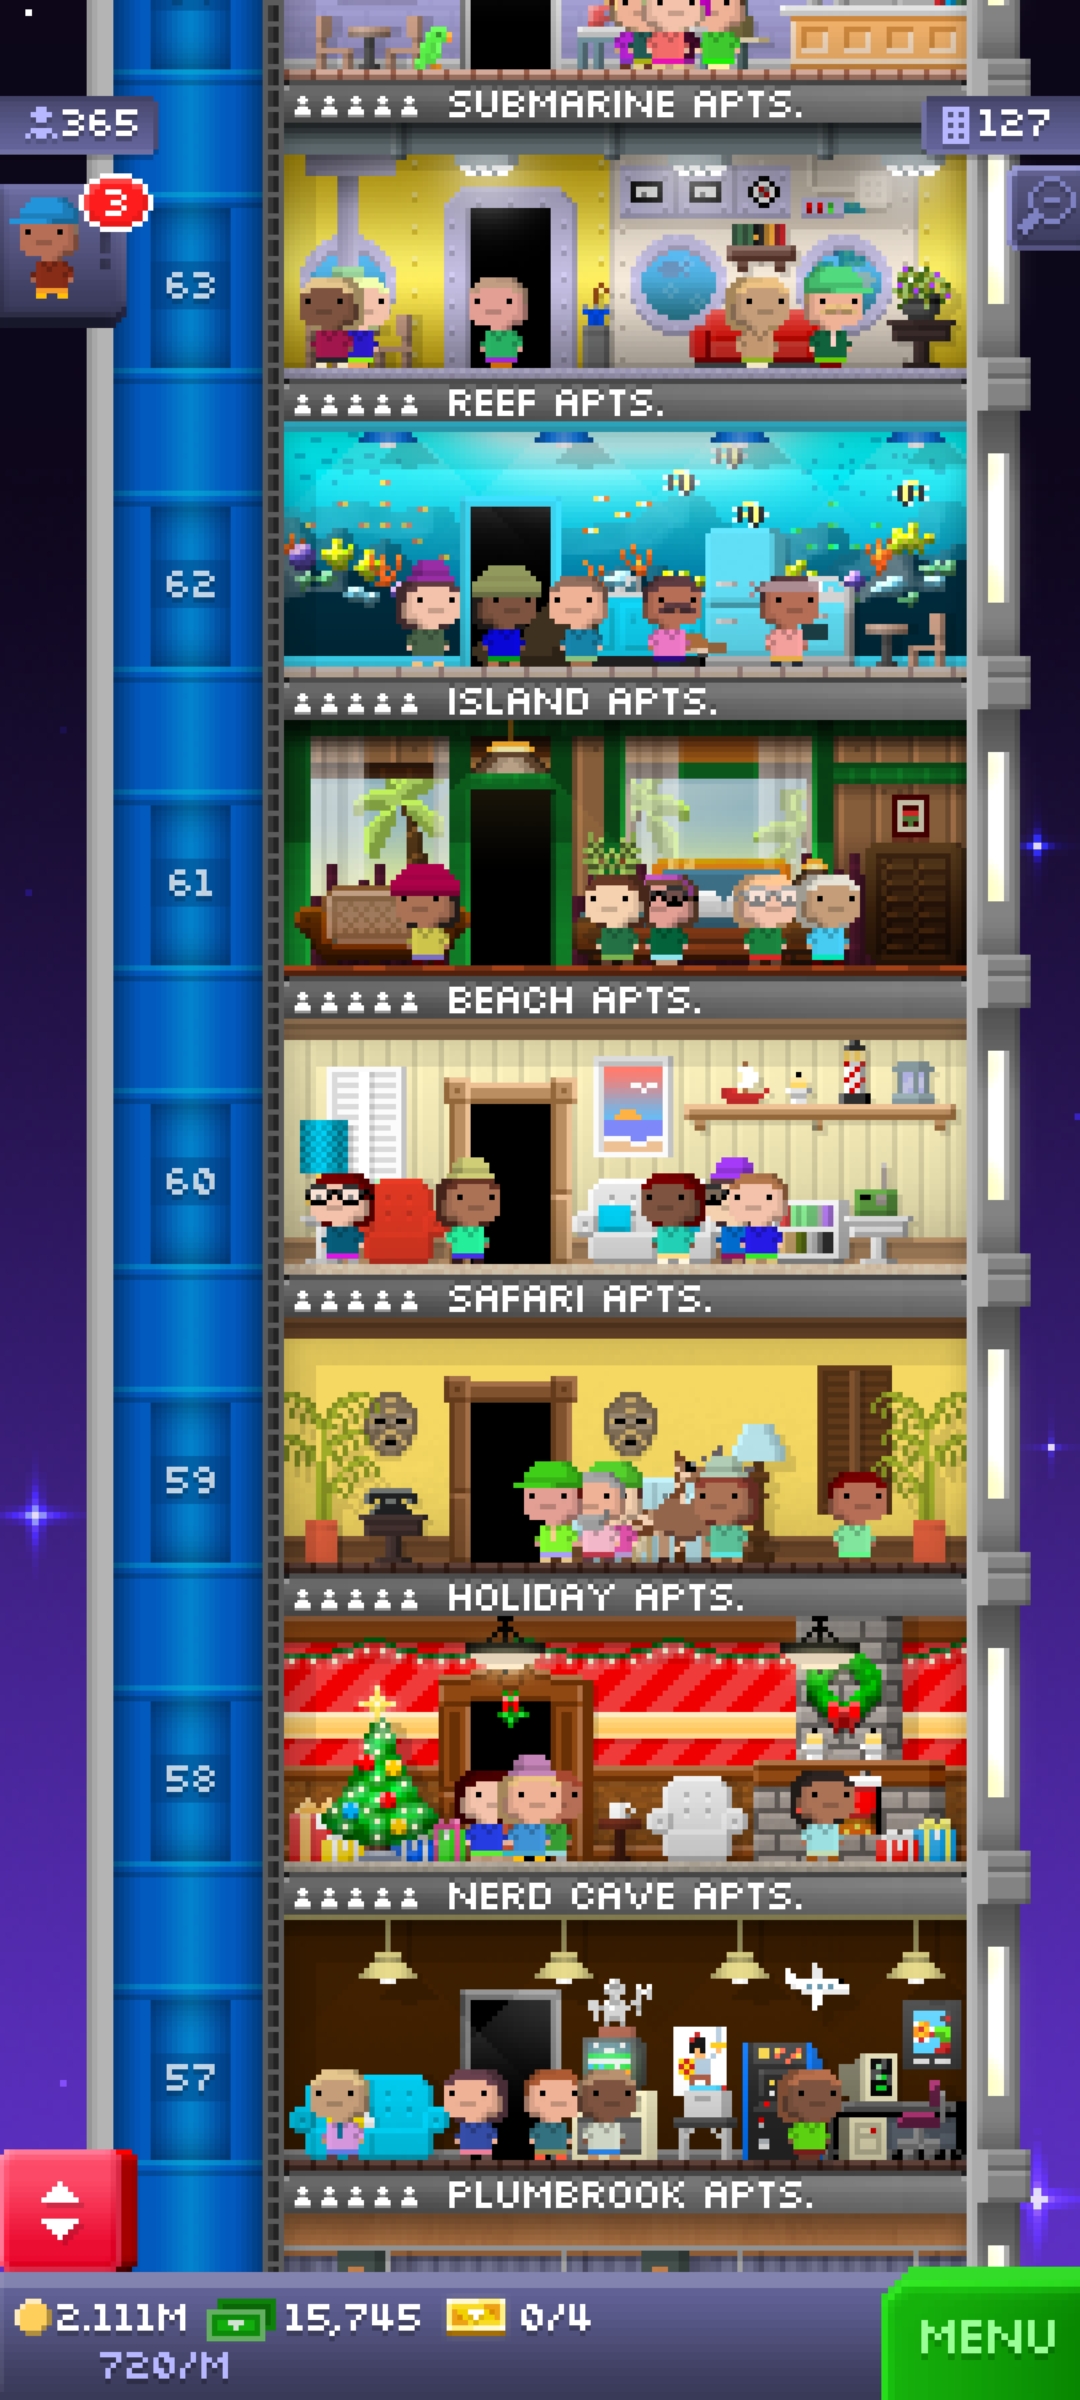 SUBMARINE APTS.
365
127
3
63
REEF APTS.
62
ISLAND APTS.
61
BEACH APTS.
60
SAFARI APTS.
59
HOLIDAY APTS.
58
NERD CAVE APTS.
57
PLUMBROOK APTS.
2.111M 15,745 0/4
720/M
MENU